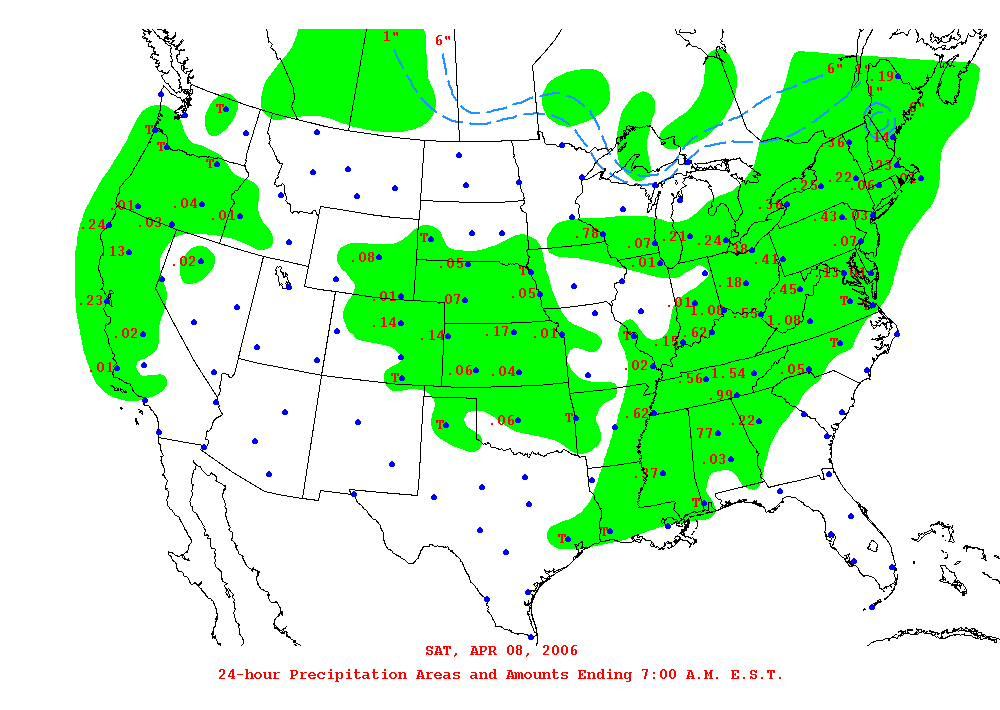 1" 6"
6" .19
1"
6"
T
T .14
T .36
T .23
.22 .06 .02
.25
.01 .04 .36
.24 .03 .01 .43 .03
T .78 .07 .21 .24 .38 .07
.13 .02 .08 .05 .01 .41
T .18 .13 .01
.23 .01 .07 .05 .01 .45 T
.14 1.08 .55 1.08
.02 .14 .17 .01 T .15 .62 T
.01 .06 .04 .02 .56 1.54 .05
T .99
T .06 T .62 .22
.77
.37 .03
T
T T
SAT, APR 08, 2006
24-hour Precipitation Areas and Amounts Ending 7:00 A.M. E.S.T.